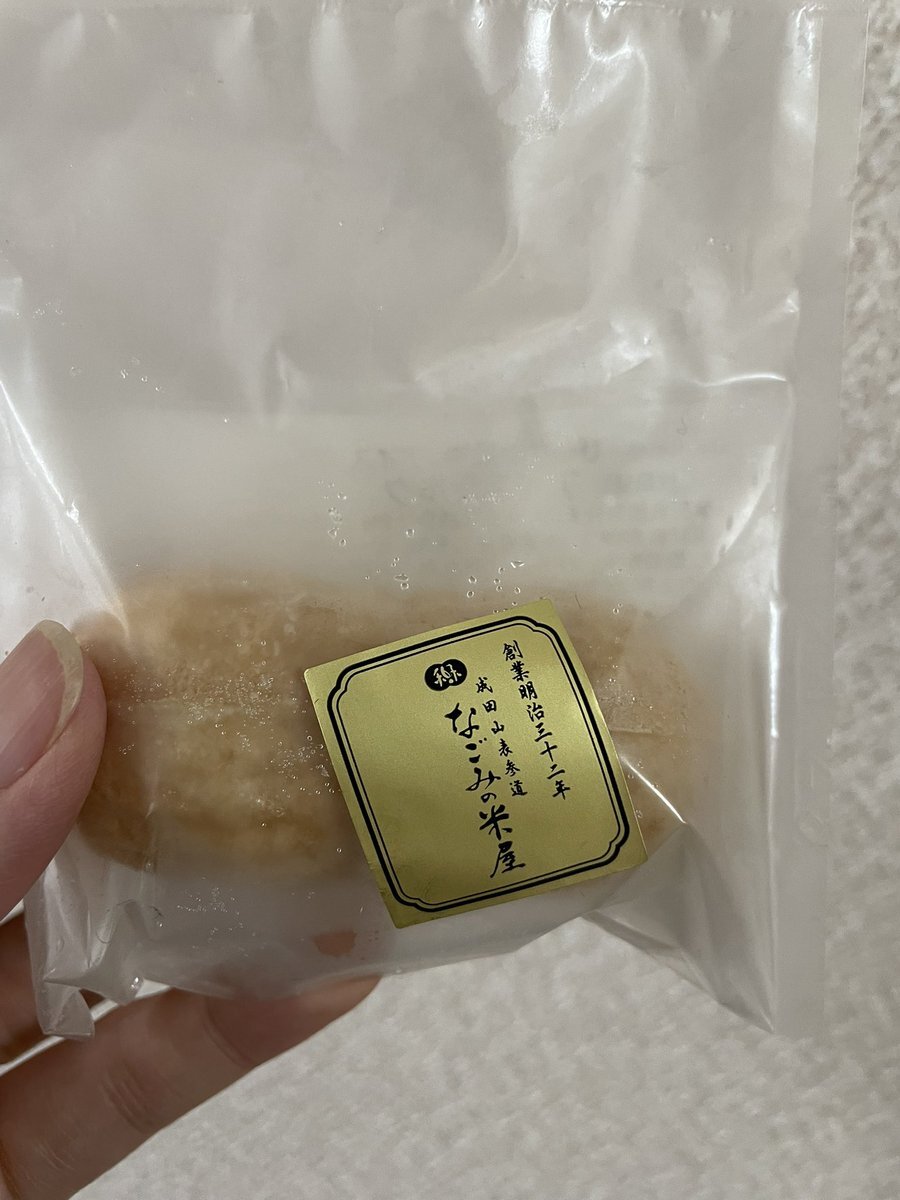 創業明治三十二年
成田山表参道
なごみの米屋